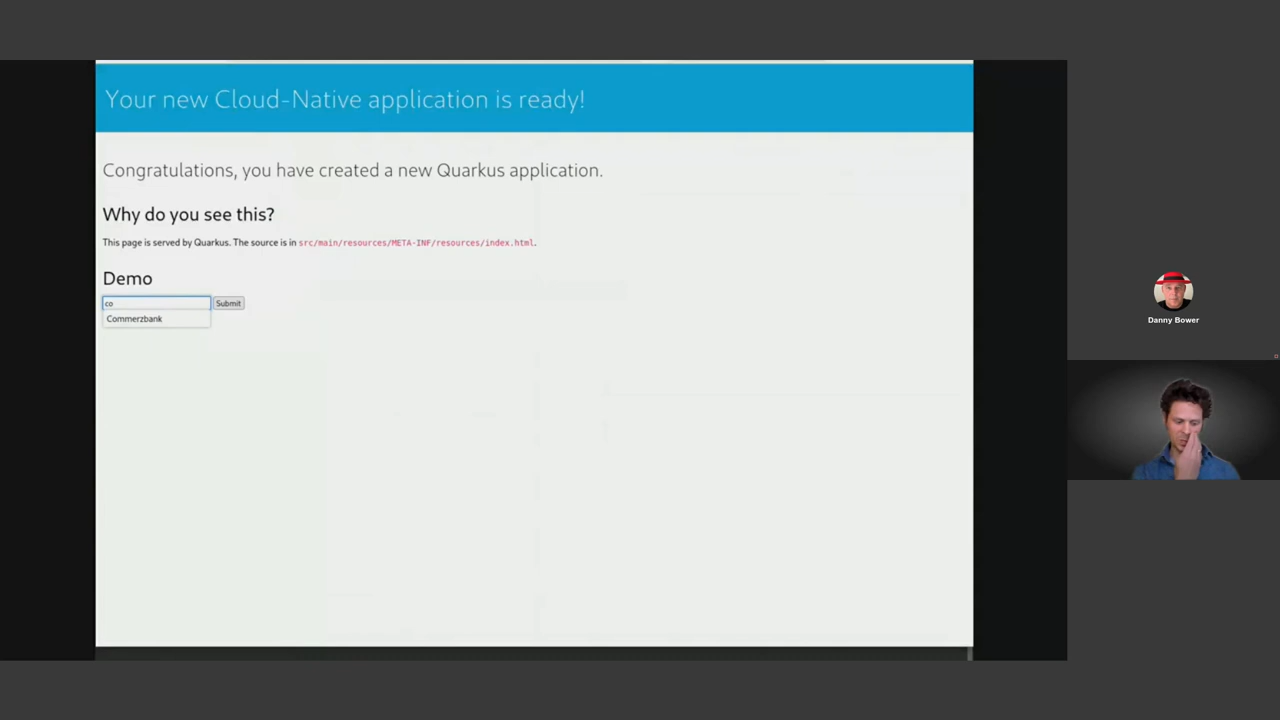 Your new Cloud-Native application is ready!
Congratulations, you have created a new Quarkus application.
Why do you see this?
This page is served by Quarkus. The source is in src/main/resources/META-INF/resources/index.html.
Demo
co Submit
Commerzbank
Danny Bower